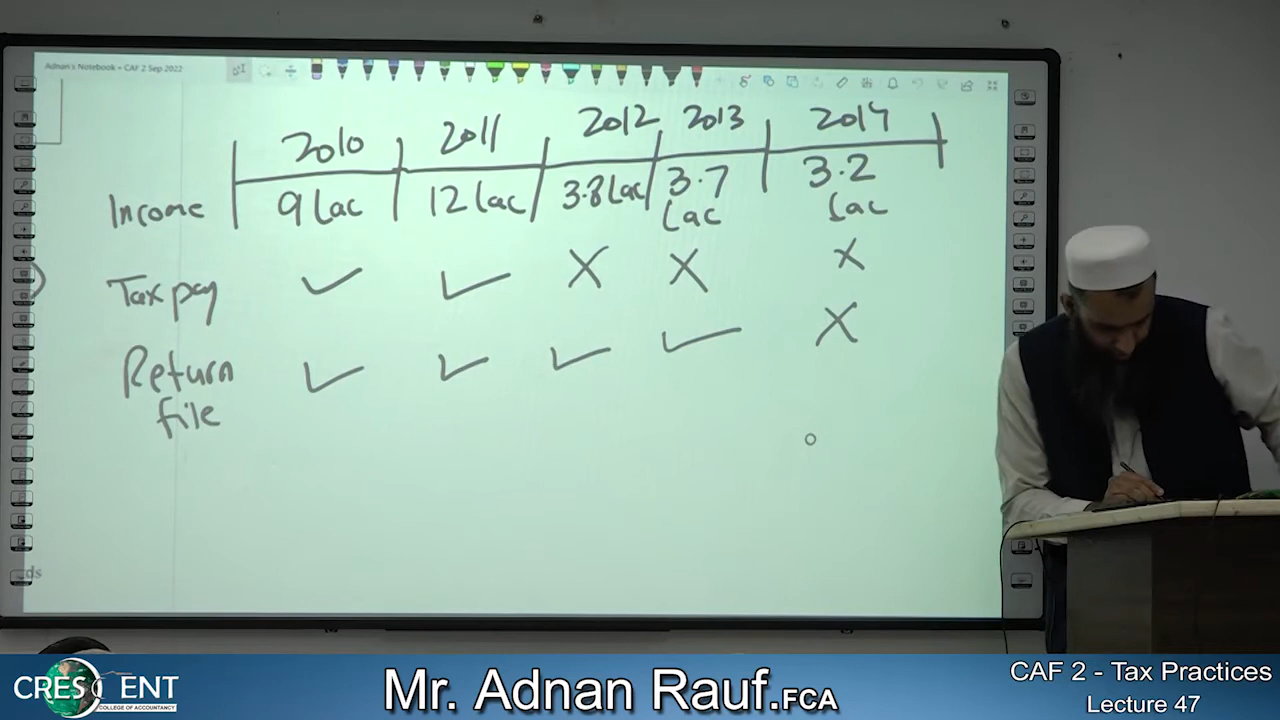 Adnan's Notebook - CAF 2 Sep 2022
2010 2011 2012 2013 2014
Income 9 Lac 12 Lac 3.8 Lac 3.7 Lac 3.2 Lac
Tax pay ✓ ✓ X X X
Return file ✓ ✓ ✓ ✓ X
ds
CRESCENT
COLLEGE OF ACCOUNTANCY
Mr. Adnan Rauf.FCA
CAF 2 - Tax Practices
Lecture 47